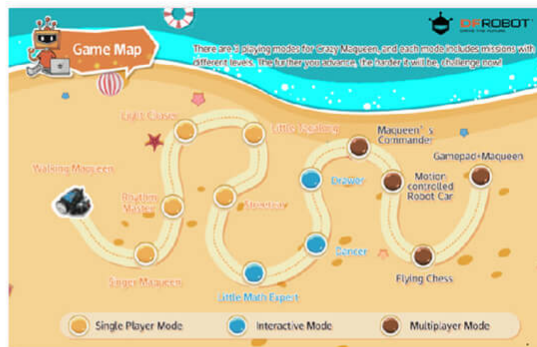 DFROBOT
DRIVE THE FUTURE
Game Map
There are 3 playing modes for Crazy Maqueen, and each mode includes missions with
different levels. The further you advance, the harder it will be, challenge now!
Light Chaser
Little
Maqueen’s
Commander
Gamepad+Maqueen
Walking Maqueen
Rhythm
Master
Drawer
Motion
controlled
Robot Car
Singer Maqueen
Dancer
Flying Chess
Little Math Expert
Single Player Mode
Interactive Mode
Multiplayer Mode